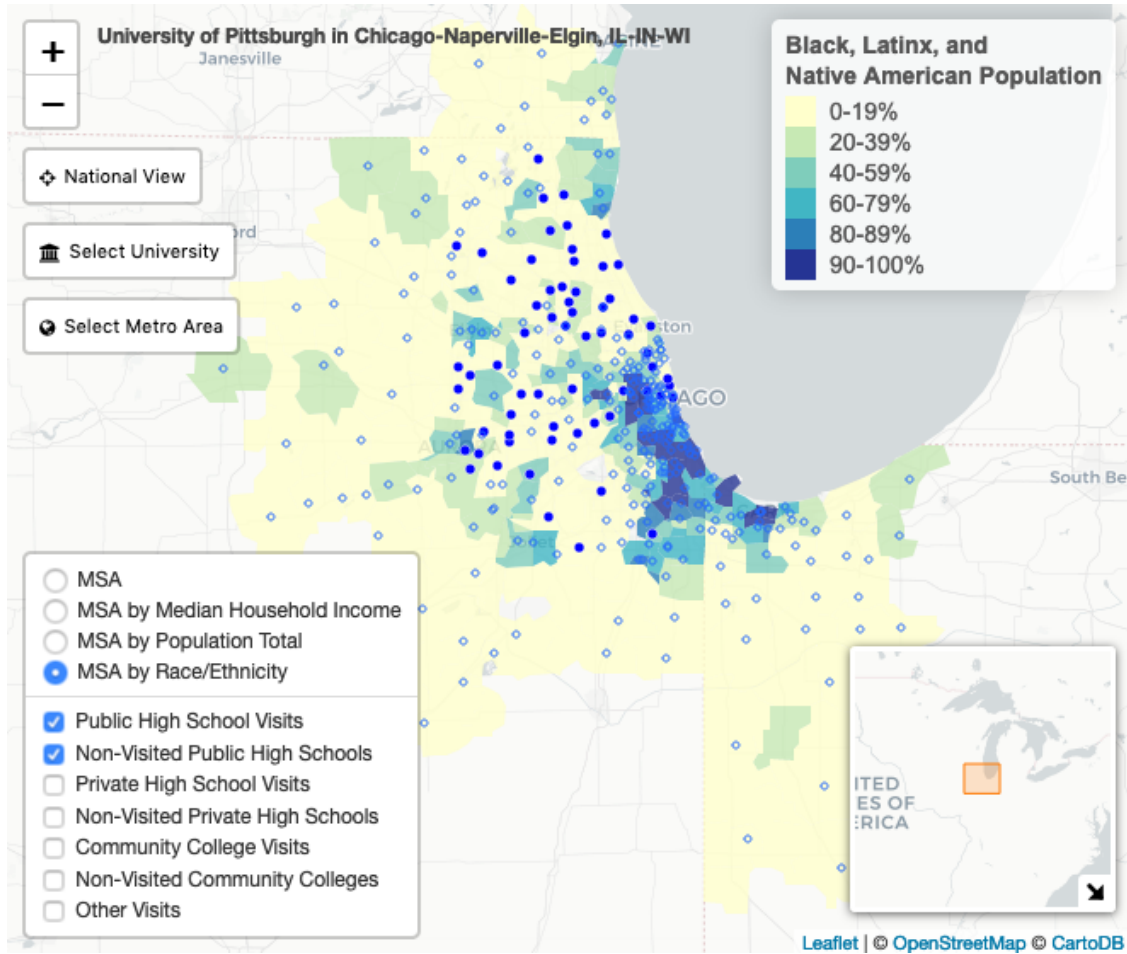 +
University of Pittsburgh in Chicago-Naperville-Elgin, IL-IN-WI
Janesville
−
National View
Select University
Select Metro Area
Black, Latinx, and
Native American Population
0-19%
20-39%
40-59%
60-79%
80-89%
90-100%
South Be
MSA
MSA by Median Household Income
MSA by Population Total
MSA by Race/Ethnicity
Public High School Visits
Non-Visited Public High Schools
Private High School Visits
Non-Visited Private High Schools
Community College Visits
Non-Visited Community Colleges
Other Visits
ITED
ES OF
ERICA
Leaflet | © OpenStreetMap © CartoDB